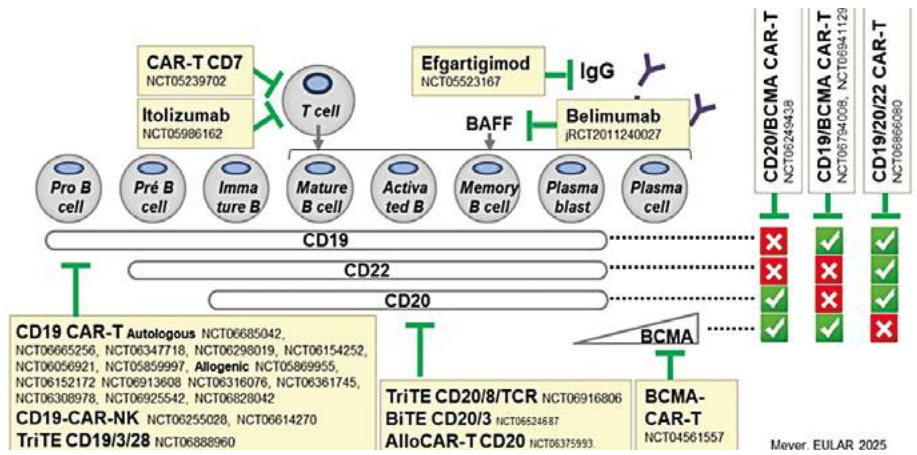 CAR-T CD7
NCT05239702
Itolizumab
NCT05986162
T cell
Efgartigimod
NCT05523167
IgG
BAFF
Belimumab
jRCT2011240027
CD20/BCMA CAR-T
NCT06249438
CD19/BCMA CAR-T
NCT06794008, NCT06941129
CD19/20/22 CAR-T
NCT06866080
Pro B
cell
Pré B
cell
Imma
ture B
Mature
B cell
Activa
ted B
Memory
B cell
Plasma
blast
Plasma
cell
CD19
CD22
CD20
BCMA
CD19 CAR-T Autologous NCT06685042,
NCT06665256, NCT06347718, NCT06298019, NCT06154252,
NCT06056921, NCT05859997, Allogenic NCT05869955,
NCT06152172 NCT06913608 NCT06316076, NCT06361745,
NCT06308978, NCT06925542, NCT06828042
CD19-CAR-NK NCT06255028, NCT06614270
TriTE CD19/3/28 NCT06888960
TriTE CD20/8/TCR NCT06916806
BiTE CD20/3 NCT06524687
AlloCAR-T CD20 NCT06375993.
BCMA-
CAR-T
NCT04561557
Meyer. EULAR 2025